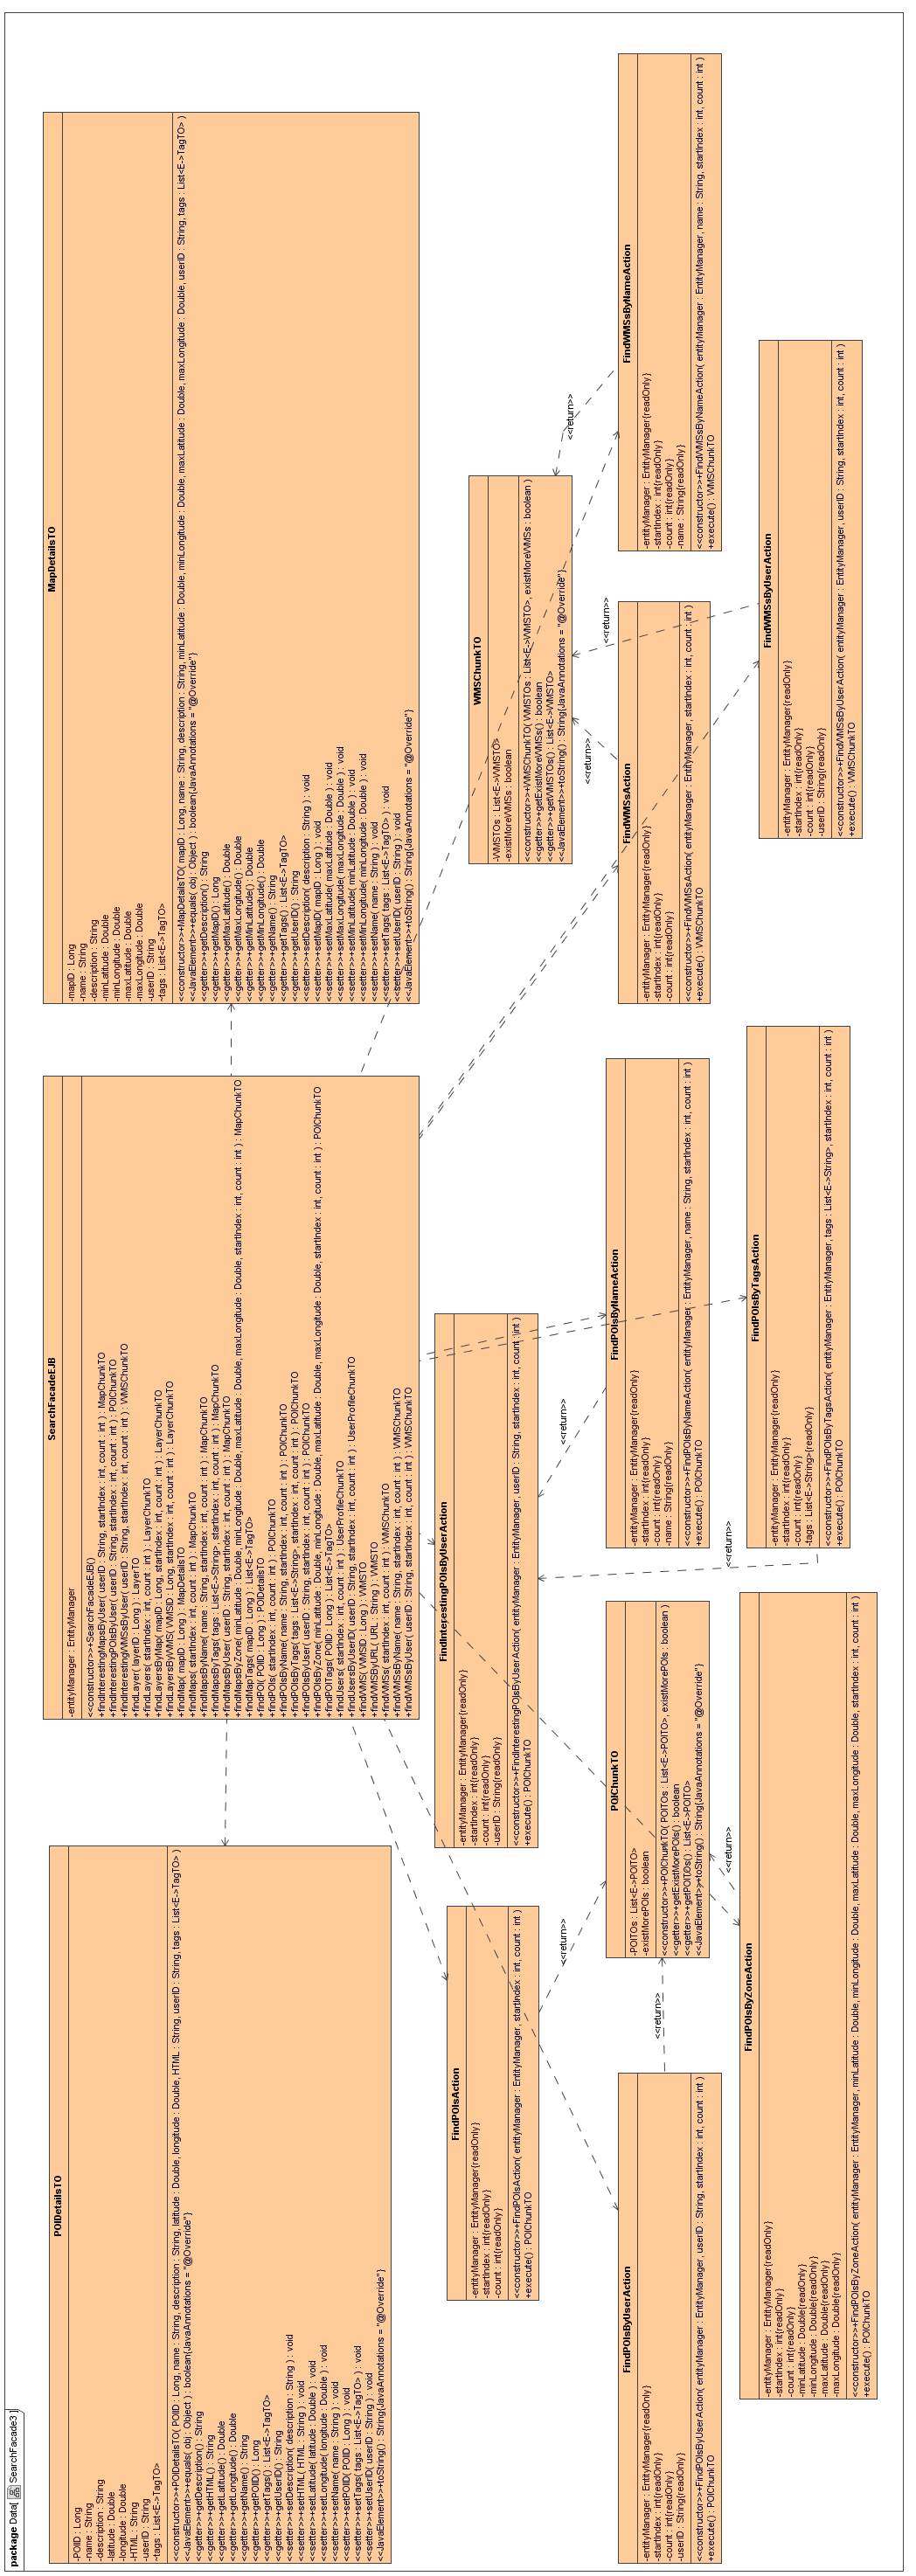 package Data[ SearchFacade3 ]
POIDetailsTO
-POIID : Long
-name : String
-description : String
-latitude : Double
-longitude : Double
-HTML : String
-userID : String
-tags : List<E->TagTO>
<<constructor>>+POIDetailsTO( POIID : Long, name : String, description : String, latitude : Double, longitude : Double, HTML : String, userID : String, tags : List<E->TagTO> )
<<JavaElement>>+equals( obj : Object ) : boolean{JavaAnnotations = "@Override"}
<<getter>>+getDescription() : String
<<getter>>+getHTML() : String
<<getter>>+getLatitude() : Double
<<getter>>+getLongitude() : Double
<<getter>>+getName() : String
<<getter>>+getPOIID() : Long
<<getter>>+getTags() : List<E->TagTO>
<<getter>>+getUserID() : String
<<setter>>+setDescription( description : String ) : void
<<setter>>+setHTML( HTML : String ) : void
<<setter>>+setLatitude( latitude : Double ) : void
<<setter>>+setLongitude( longitude : Double ) : void
<<setter>>+setName( name : String ) : void
<<setter>>+setPOIID( POIID : Long ) : void
<<setter>>+setTags( tags : List<E->TagTO> ) : void
<<setter>>+setUserID( userID : String ) : void
<<JavaElement>>+toString() : String{JavaAnnotations = "@Override"}
SearchFacadeEJB
-entityManager : EntityManager
<<constructor>>+SearchFacadeEJB()
+findInterestingMapsByUser( userID : String, startIndex : int, count : int ) : MapChunkTO
+findInterestingPOIsByUser( userID : String, startIndex : int, count : int ) : POIChunkTO
+findInterestingWMSsByUser( userID : String, startIndex : int, count : int ) : WMSChunkTO
+findLayer( layerID : Long ) : LayerTO
+findLayers( startIndex : int, count : int ) : LayerChunkTO
+findLayersByMap( mapID : Long, startIndex : int, count : int ) : LayerChunkTO
+findLayersByWMS( WMSID : Long, startIndex : int, count : int ) : LayerChunkTO
+findMap( mapID : Long ) : MapDetailsTO
+findMaps( startIndex : int, count : int ) : MapChunkTO
+findMapsByName( name : String, startIndex : int, count : int ) : MapChunkTO
+findMapsByTags( tags : List<E->String>, startIndex : int, count : int ) : MapChunkTO
+findMapsByUser( userID : String, startIndex : int, count : int ) : MapChunkTO
+findMapsByZone( minLatitude : Double, minLongitude : Double, maxLatitude : Double, maxLongitude : Double, startIndex : int, count : int ) : MapChunkTO
+findMapTags( mapID : Long ) : List<E->TagTO>
+findPOI( POIID : Long ) : POIDetailsTO
+findPOIs( startIndex : int, count : int ) : POIChunkTO
+findPOIsByName( name : String, startIndex : int, count : int ) : POIChunkTO
+findPOIsByTags( tags : List<E->String>, startIndex : int, count : int ) : POIChunkTO
+findPOIsByUser( userID : String, startIndex : int, count : int ) : POIChunkTO
+findPOIsByZone( minLatitude : Double, minLongitude : Double, maxLatitude : Double, maxLongitude : Double, startIndex : int, count : int ) : POIChunkTO
+findPOITags( POIID : Long ) : List<E->TagTO>
+findUsers( startIndex : int, count : int ) : UserProfileChunkTO
+findUsersByUserID( userID : String, startIndex : int, count : int ) : UserProfileChunkTO
+findWMS( WMSID : Long ) : WMSTO
+findWMSByURL( URL : String ) : WMSTO
+findWMSs( startIndex : int, count : int ) : WMSChunkTO
+findWMSsByName( name : String, startIndex : int, count : int ) : WMSChunkTO
+findWMSsByUser( userID : String, startIndex : int, count : int ) : WMSChunkTO
MapDetailsTO
-mapID : Long
-name : String
-description : String
-minLatitude : Double
-minLongitude : Double
-maxLatitude : Double
-maxLongitude : Double
-userID : String
-tags : List<E->TagTO>
<<constructor>>+MapDetailsTO( mapID : Long, name : String, description : String, minLatitude : Double, minLongitude : Double, maxLatitude : Double, maxLongitude : Double, userID : String, tags : List<E->TagTO> )
<<JavaElement>>+equals( obj : Object ) : boolean{JavaAnnotations = "@Override"}
<<getter>>+getDescription() : String
<<getter>>+getMapID() : Long
<<getter>>+getMaxLatitude() : Double
<<getter>>+getMaxLongitude() : Double
<<getter>>+getMinLatitude() : Double
<<getter>>+getMinLongitude() : Double
<<getter>>+getName() : String
<<getter>>+getTags() : List<E->TagTO>
<<getter>>+getUserID() : String
<<setter>>+setDescription( description : String ) : void
<<setter>>+setMapID( mapID : Long ) : void
<<setter>>+setMaxLatitude( maxLatitude : Double ) : void
<<setter>>+setMaxLongitude( maxLongitude : Double ) : void
<<setter>>+setMinLatitude( minLatitude : Double ) : void
<<setter>>+setMinLongitude( minLongitude : Double ) : void
<<setter>>+setName( name : String ) : void
<<setter>>+setTags( tags : List<E->TagTO> ) : void
<<setter>>+setUserID( userID : String ) : void
<<JavaElement>>+toString() : String{JavaAnnotations = "@Override"}
FindPOIsAction
-entityManager : EntityManager{readOnly}
-startIndex : int{readOnly}
-count : int{readOnly}
<<constructor>>+FindPOIsAction( entityManager : EntityManager, startIndex : int, count : int )
+execute() : POIChunkTO
FindInterestingPOIsByUserAction
-entityManager : EntityManager{readOnly}
-startIndex : int{readOnly}
-count : int{readOnly}
-userID : String{readOnly}
<<constructor>>+FindInterestingPOIsByUserAction( entityManager : EntityManager, userID : String, startIndex : int, count : int )
+execute() : POIChunkTO
WMSChunkTO
-WMSTOs : List<E->WMSTO>
-existMoreWMSs : boolean
<<constructor>>+WMSChunkTO( WMSTOs : List<E->WMSTO>, existMoreWMSs : boolean )
<<getter>>+getExistMoreWMSs() : boolean
<<getter>>+getWMSTOs() : List<E->WMSTO>
<<JavaElement>>+toString() : String{JavaAnnotations = "@Override"}
<<return>>
<<return>>
<<return>>
<<return>>
<<return>>
<<return>>
FindPOIsByUserAction
-entityManager : EntityManager{readOnly}
-startIndex : int{readOnly}
-count : int{readOnly}
-userID : String{readOnly}
<<constructor>>+FindPOIsByUserAction( entityManager : EntityManager, userID : String, startIndex : int, count : int )
+execute() : POIChunkTO
<<return>>
POIChunkTO
-POITOs : List<E->POITO>
-existMorePOIs : boolean
<<constructor>>+POIChunkTO( POITOs : List<E->POITO>, existMorePOIs : boolean )
<<getter>>+getExistMorePOIs() : boolean
<<getter>>+getPOITOs() : List<E->POITO>
<<JavaElement>>+toString() : String{JavaAnnotations = "@Override"}
FindPOIsByNameAction
-entityManager : EntityManager{readOnly}
-startIndex : int{readOnly}
-count : int{readOnly}
-name : String{readOnly}
<<constructor>>+FindPOIsByNameAction( entityManager : EntityManager, name : String, startIndex : int, count : int )
+execute() : POIChunkTO
FindWMSsAction
-entityManager : EntityManager{readOnly}
-startIndex : int{readOnly}
-count : int{readOnly}
<<constructor>>+FindWMSsAction( entityManager : EntityManager, startIndex : int, count : int )
+execute() : WMSChunkTO
FindWMSsByNameAction
-entityManager : EntityManager{readOnly}
-startIndex : int{readOnly}
-count : int{readOnly}
-name : String{readOnly}
<<constructor>>+FindWMSsByNameAction( entityManager : EntityManager, name : String, startIndex : int, count : int )
+execute() : WMSChunkTO
<<return>>
FindPOIsByZoneAction
-entityManager : EntityManager{readOnly}
-startIndex : int{readOnly}
-count : int{readOnly}
-minLatitude : Double{readOnly}
-minLongitude : Double{readOnly}
-maxLatitude : Double{readOnly}
-maxLongitude : Double{readOnly}
<<constructor>>+FindPOIsByZoneAction( entityManager : EntityManager, minLatitude : Double, minLongitude : Double, maxLatitude : Double, maxLongitude : Double, startIndex : int, count : int )
+execute() : POIChunkTO
FindPOIsByTagsAction
-entityManager : EntityManager{readOnly}
-startIndex : int{readOnly}
-count : int{readOnly}
-tags : List<E->String>{readOnly}
<<constructor>>+FindPOIsByTagsAction( entityManager : EntityManager, tags : List<E->String>, startIndex : int, count : int )
+execute() : POIChunkTO
FindWMSsByUserAction
-entityManager : EntityManager{readOnly}
-startIndex : int{readOnly}
-count : int{readOnly}
-userID : String{readOnly}
<<constructor>>+FindWMSsByUserAction( entityManager : EntityManager, userID : String, startIndex : int, count : int )
+execute() : WMSChunkTO